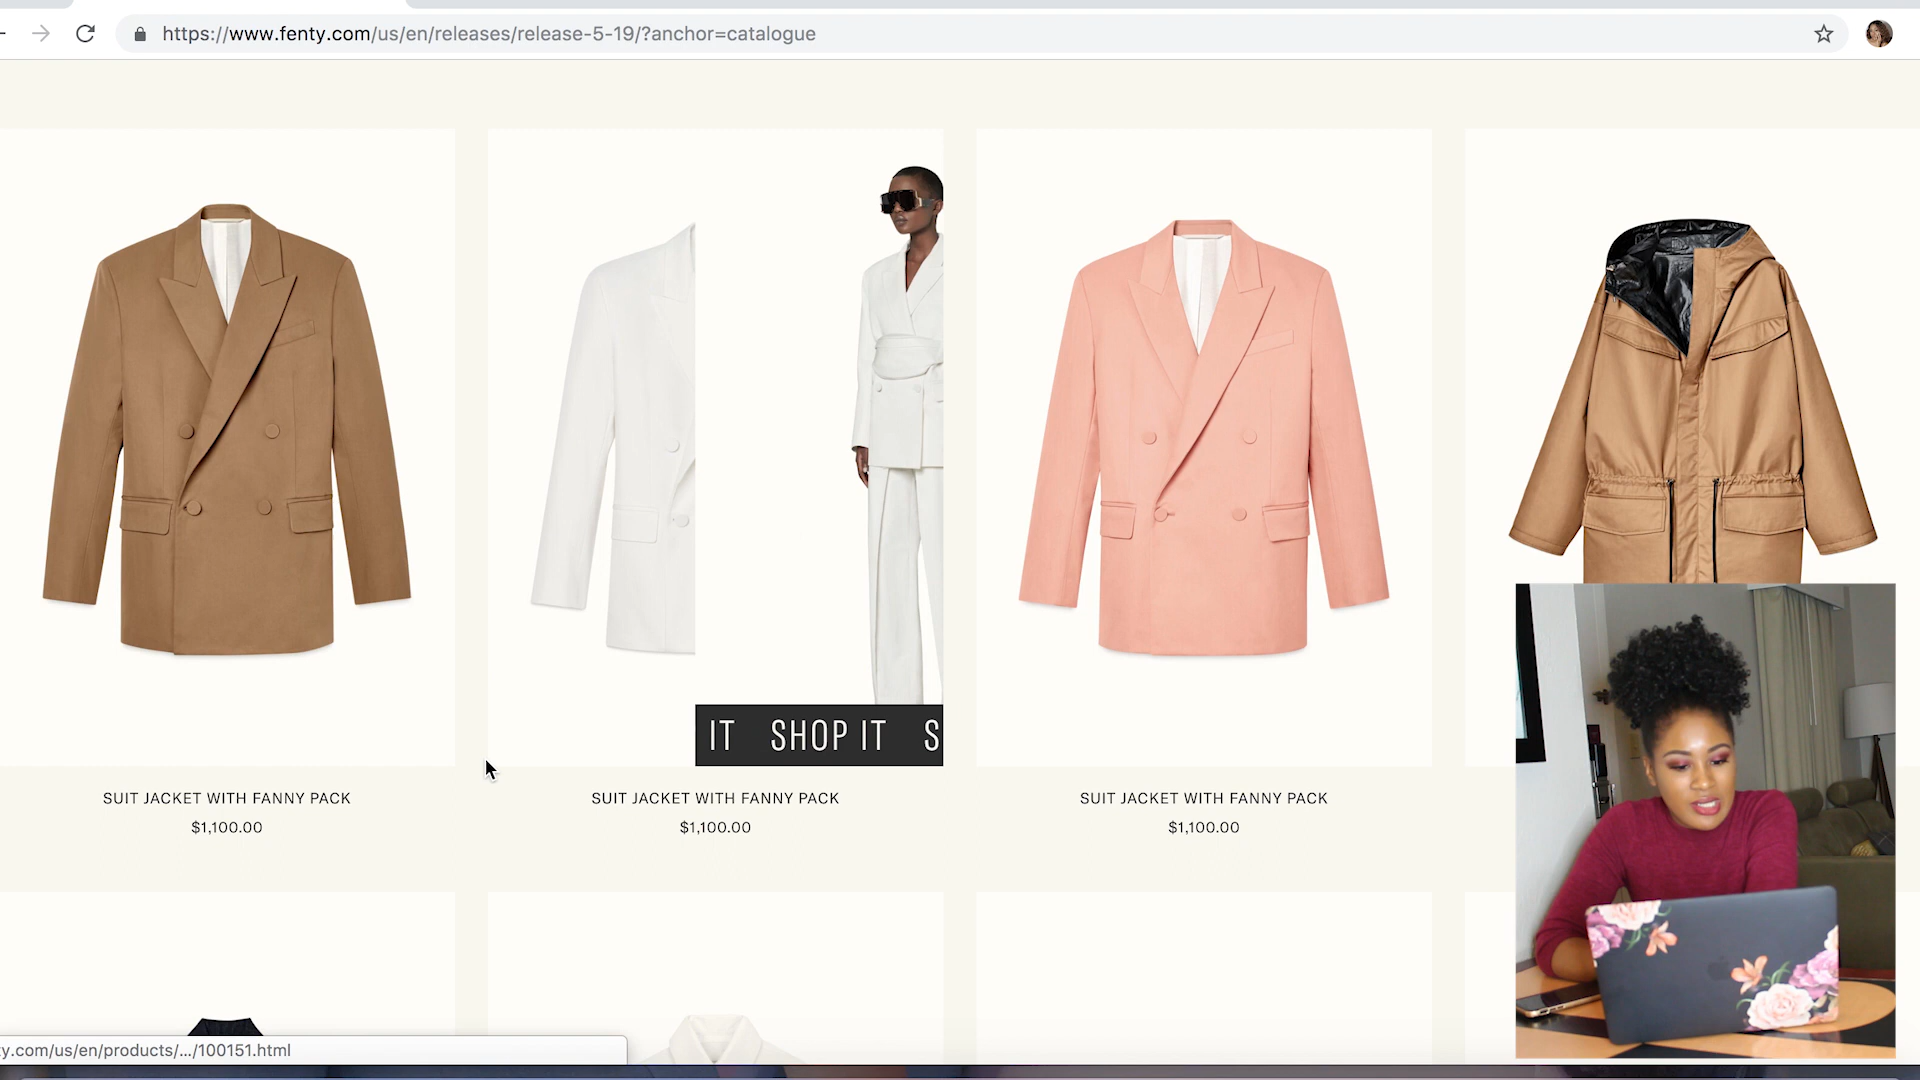 https://www.fenty.com/us/en/releases/release-5-19/?anchor=catalogue
IT SHOP IT S
SUIT JACKET WITH FANNY PACK
$1,100.00
SUIT JACKET WITH FANNY PACK
$1,100.00
SUIT JACKET WITH FANNY PACK
$1,100.00
y.com/us/en/products/.../100151.html